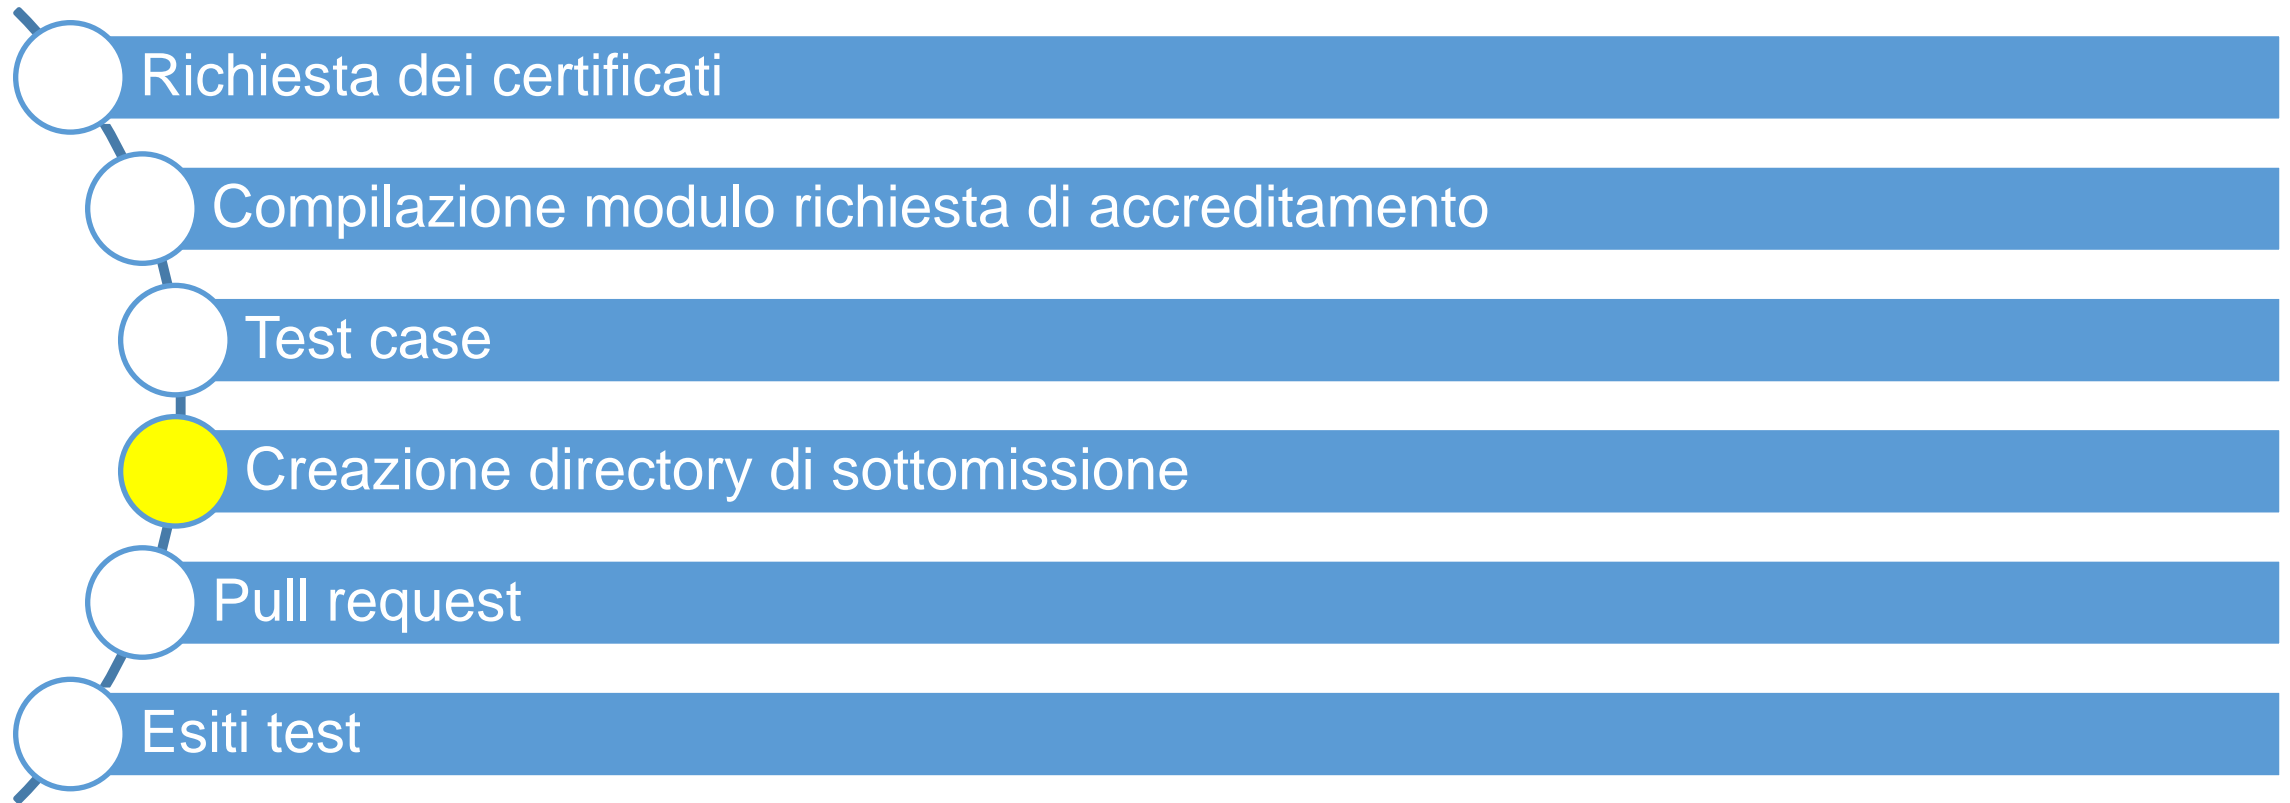 Richiesta dei certificati
Compilazione modulo richiesta di accreditamento
Test case
Creazione directory di sottomissione
Pull request
Esiti test